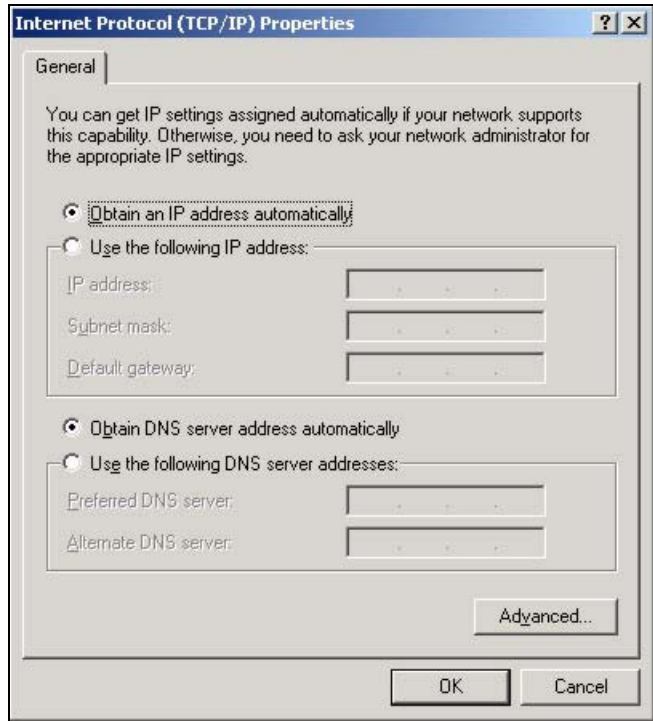 Internet Protocol (TCP/IP) Properties
General
You can get IP settings assigned automatically if your network supports
this capability. Otherwise, you need to ask your network administrator for
the appropriate IP settings.
Obtain an IP address automatically
Use the following IP address:
IP address:
Subnet mask:
Default gateway:
Obtain DNS server address automatically
Use the following DNS server addresses:
Preferred DNS server:
Alternate DNS server:
Advanced...
OK
Cancel